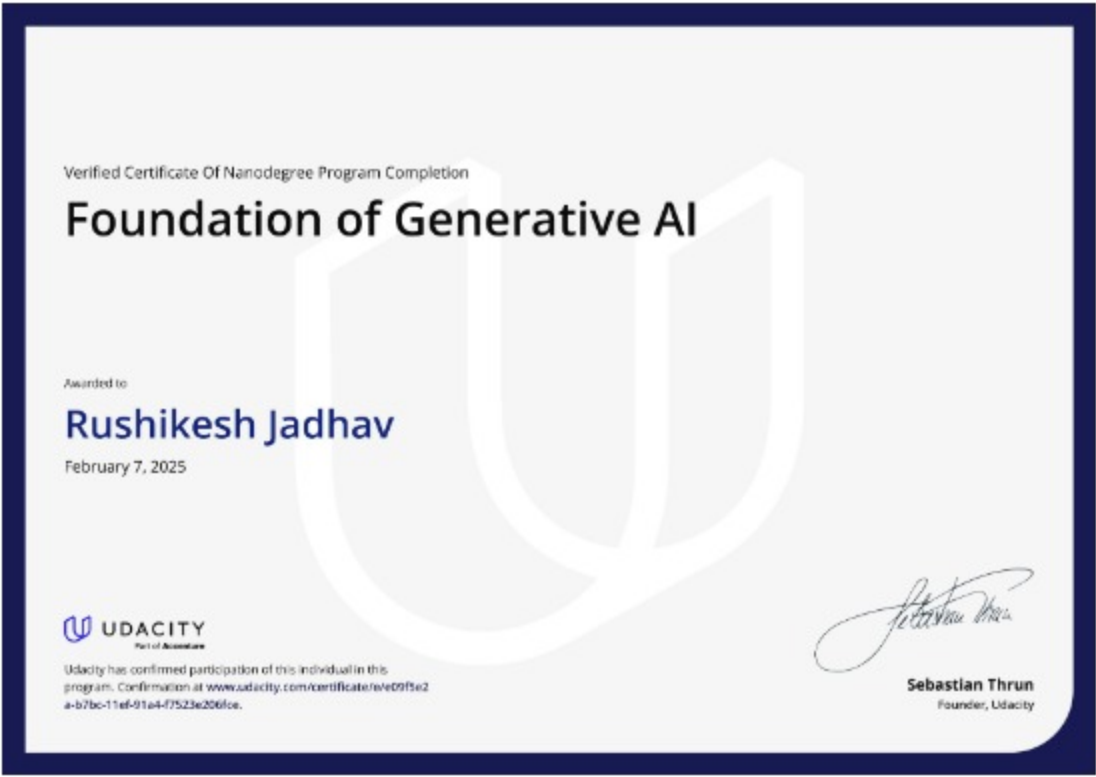 Verified Certificate Of Nanodegree Program Completion
Foundation of Generative AI
Awarded to
Rushikesh Jadhav
February 7, 2025
UDACITY
Part of Accenture
Udacity has confirmed participation of this individual in this
program. Confirmation at www.udacity.com/certificate/e/e09f5e2
a-b7bc-11ef-91a4-f7523e206fce.
Sebastian Thrun
Sebastian Thrun
Founder, Udacity